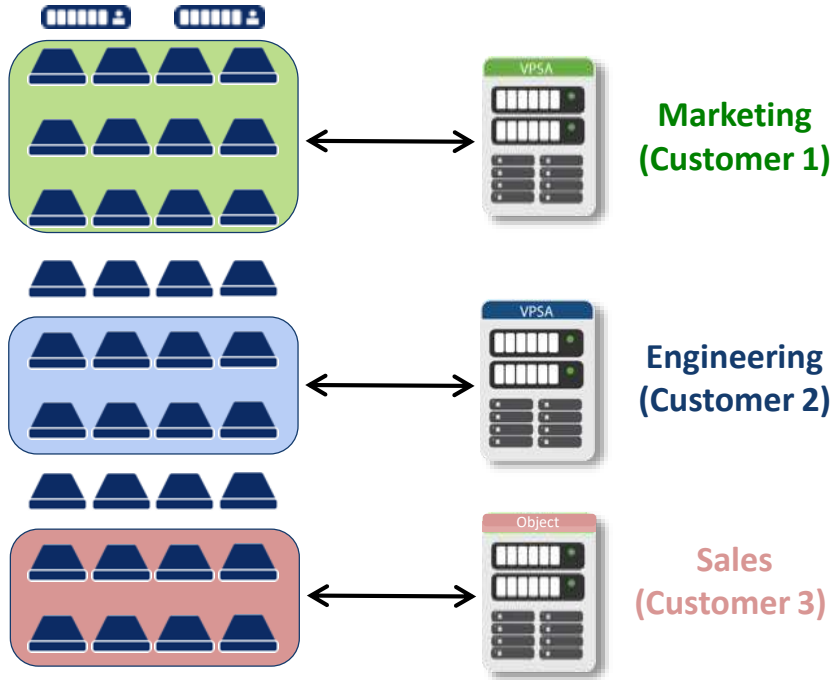 VPSA
Marketing
(Customer 1)
VPSA
Engineering
(Customer 2)
Object
Sales
(Customer 3)